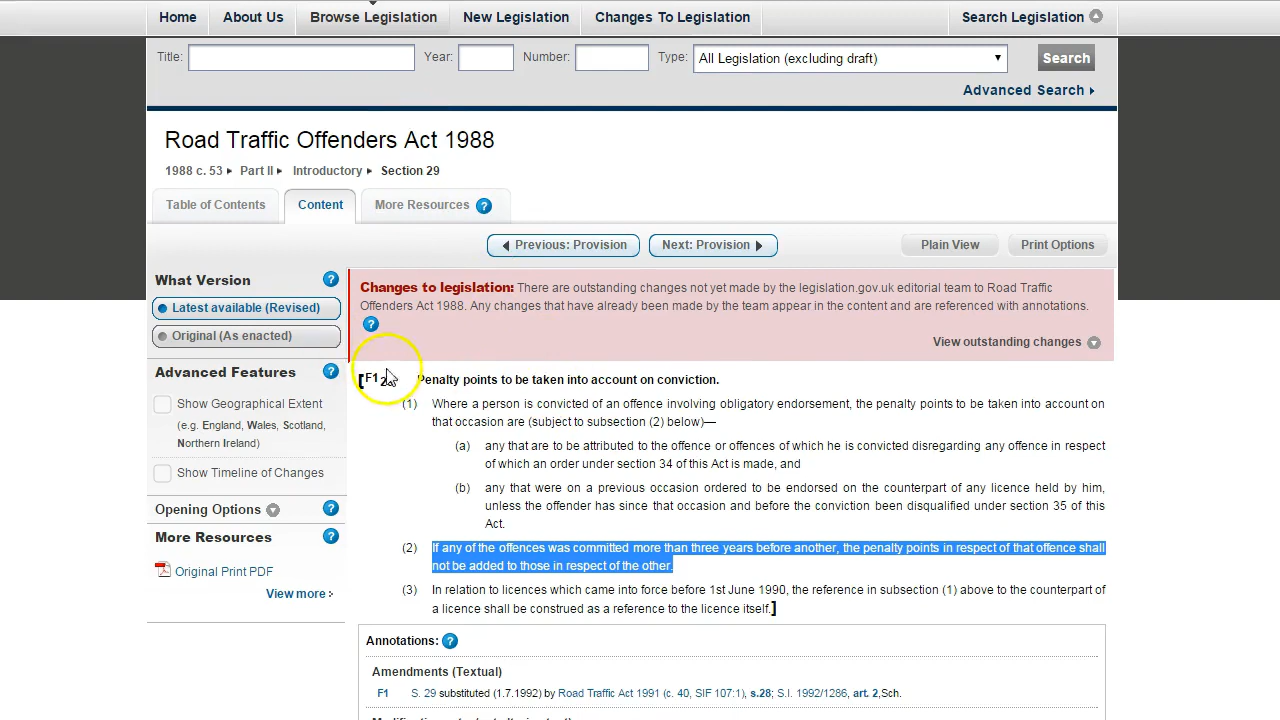 Home About Us Browse Legislation New Legislation Changes To Legislation Search Legislation
Title: Year: Number: Type: All Legislation (excluding draft) Search
Advanced Search
Road Traffic Offenders Act 1988
1988 c. 53 Part II Introductory Section 29
Table of Contents Content More Resources ?
Previous: Provision Next: Provision Plain View Print Options
What Version ?
Latest available (Revised)
Original (As enacted)
Advanced Features ?
Show Geographical Extent
(e.g. England, Wales, Scotland,
Northern Ireland)
Show Timeline of Changes
Opening Options ?
More Resources ?
Original Print PDF
View more
Changes to legislation: There are outstanding changes not yet made by the legislation.gov.uk editorial team to Road Traffic
Offenders Act 1988. Any changes that have already been made by the team appear in the content and are referenced with annotations.
?
View outstanding changes
[F1 Penalty points to be taken into account on conviction.
(1) Where a person is convicted of an offence involving obligatory endorsement, the penalty points to be taken into account on
that occasion are (subject to subsection (2) below)—
(a) any that are to be attributed to the offence or offences of which he is convicted disregarding any offence in respect
of which an order under section 34 of this Act is made, and
(b) any that were on a previous occasion ordered to be endorsed on the counterpart of any licence held by him,
unless the offender has since that occasion and before the conviction been disqualified under section 35 of this
Act.
(2) If any of the offences was committed more than three years before another, the penalty points in respect of that offence shall
not be added to those in respect of the other.
(3) In relation to licences which came into force before 1st June 1990, the reference in subsection (1) above to the counterpart of
a licence shall be construed as a reference to the licence itself.]
Annotations: ?
Amendments (Textual)
F1 S. 29 substituted (1.7.1992) by Road Traffic Act 1991 (c. 40, SIF 107:1), s.28; S.I. 1992/1286, art. 2,Sch.